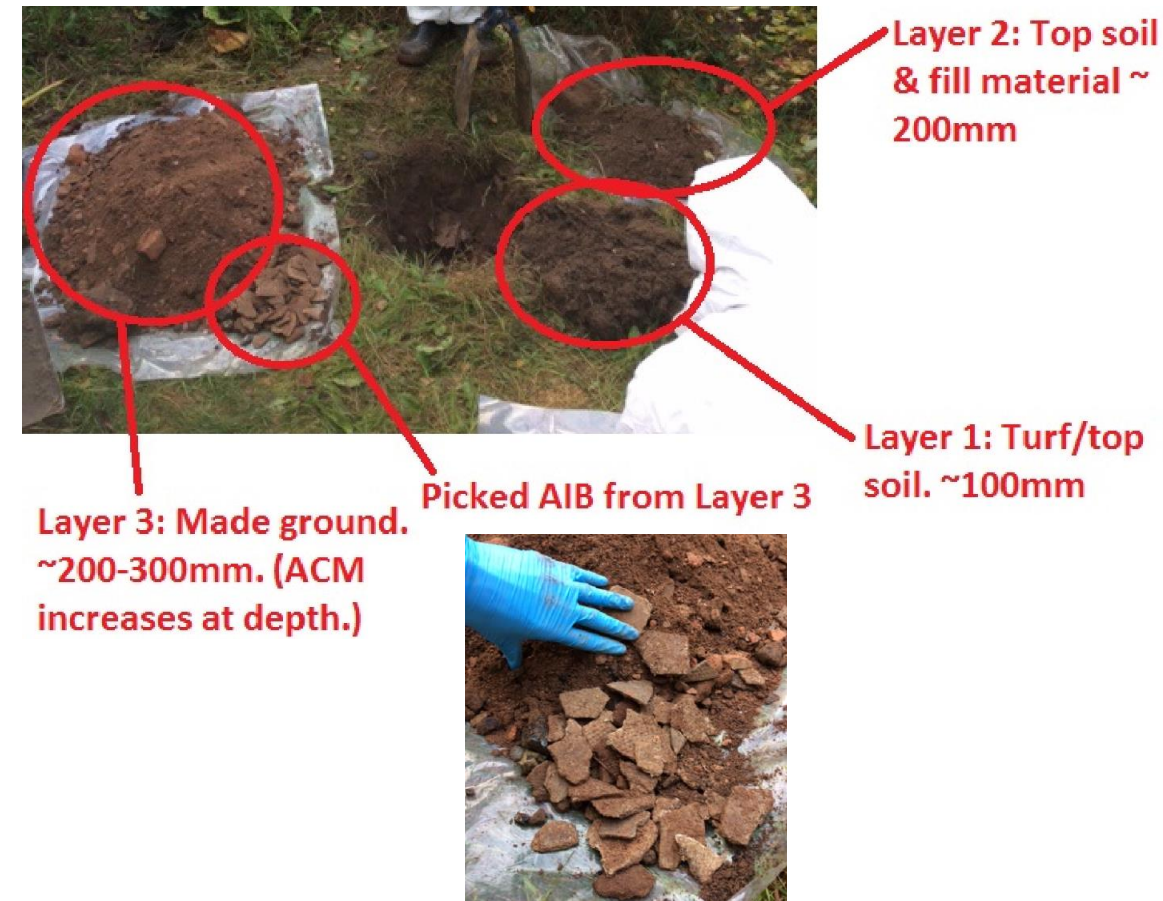 Layer 2: Top soil
& fill material ~
200mm
Layer 1: Turf/top
soil. ~100mm
Picked AIB from Layer 3
Layer 3: Made ground.
~200-300mm. (ACM
increases at depth.)